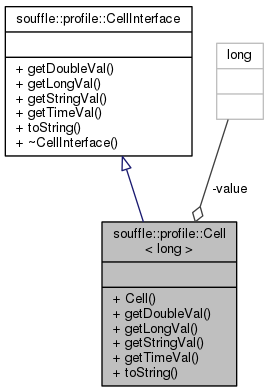 souffle::profile::CellInterface
+ getDoubleVal()
+ getLongVal()
+ getStringVal()
+ getTimeVal()
+ toString()
+ ~CellInterface()
long
-value
souffle::profile::Cell
< long >
+ Cell()
+ getDoubleVal()
+ getLongVal()
+ getStringVal()
+ getTimeVal()
+ toString()